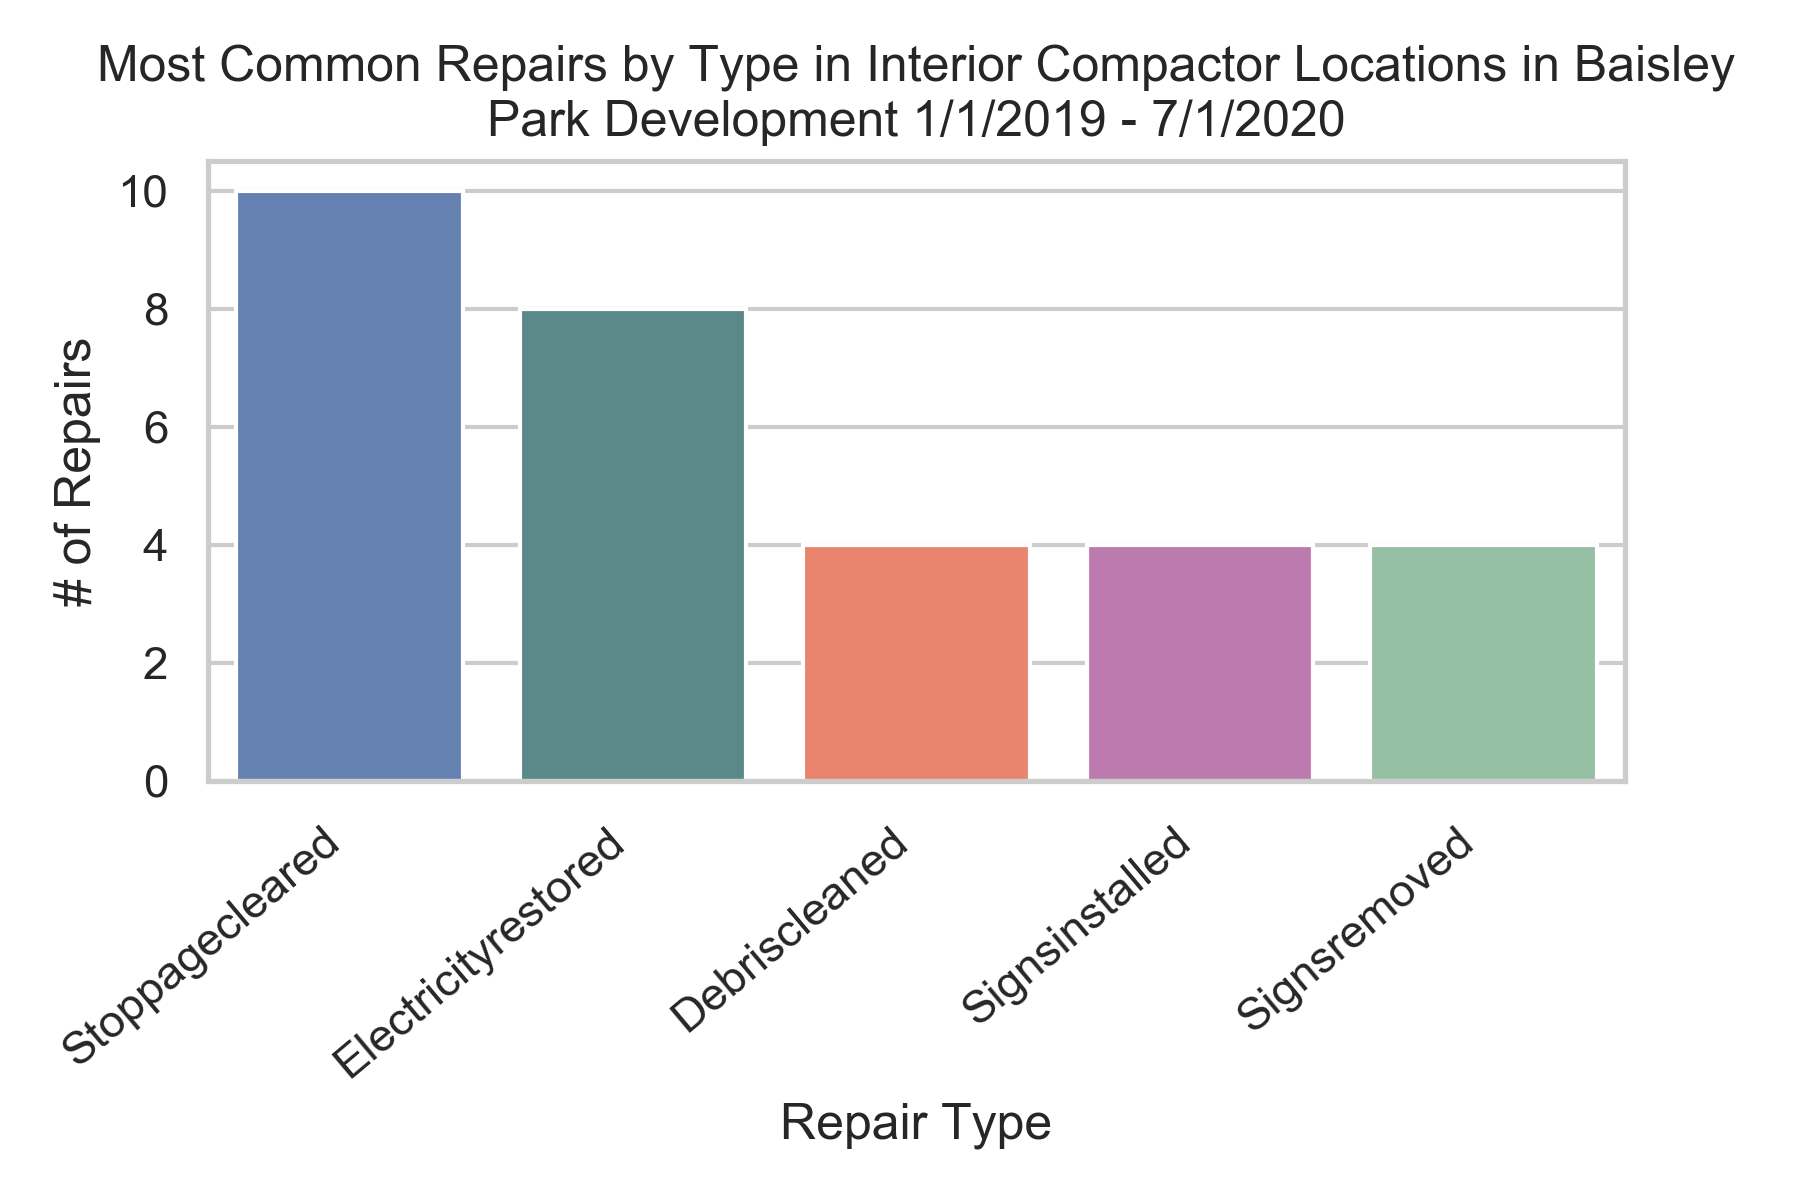 Most Common Repairs by Type in Interior Compactor Locations in Baisley
Park Development 1/1/2019 - 7/1/2020
# of Repairs
10
8
6
4
2
0
Stoppagecleared
Electricityrestored
Debriscleaned
Signsinstalled
Signsremoved
Repair Type